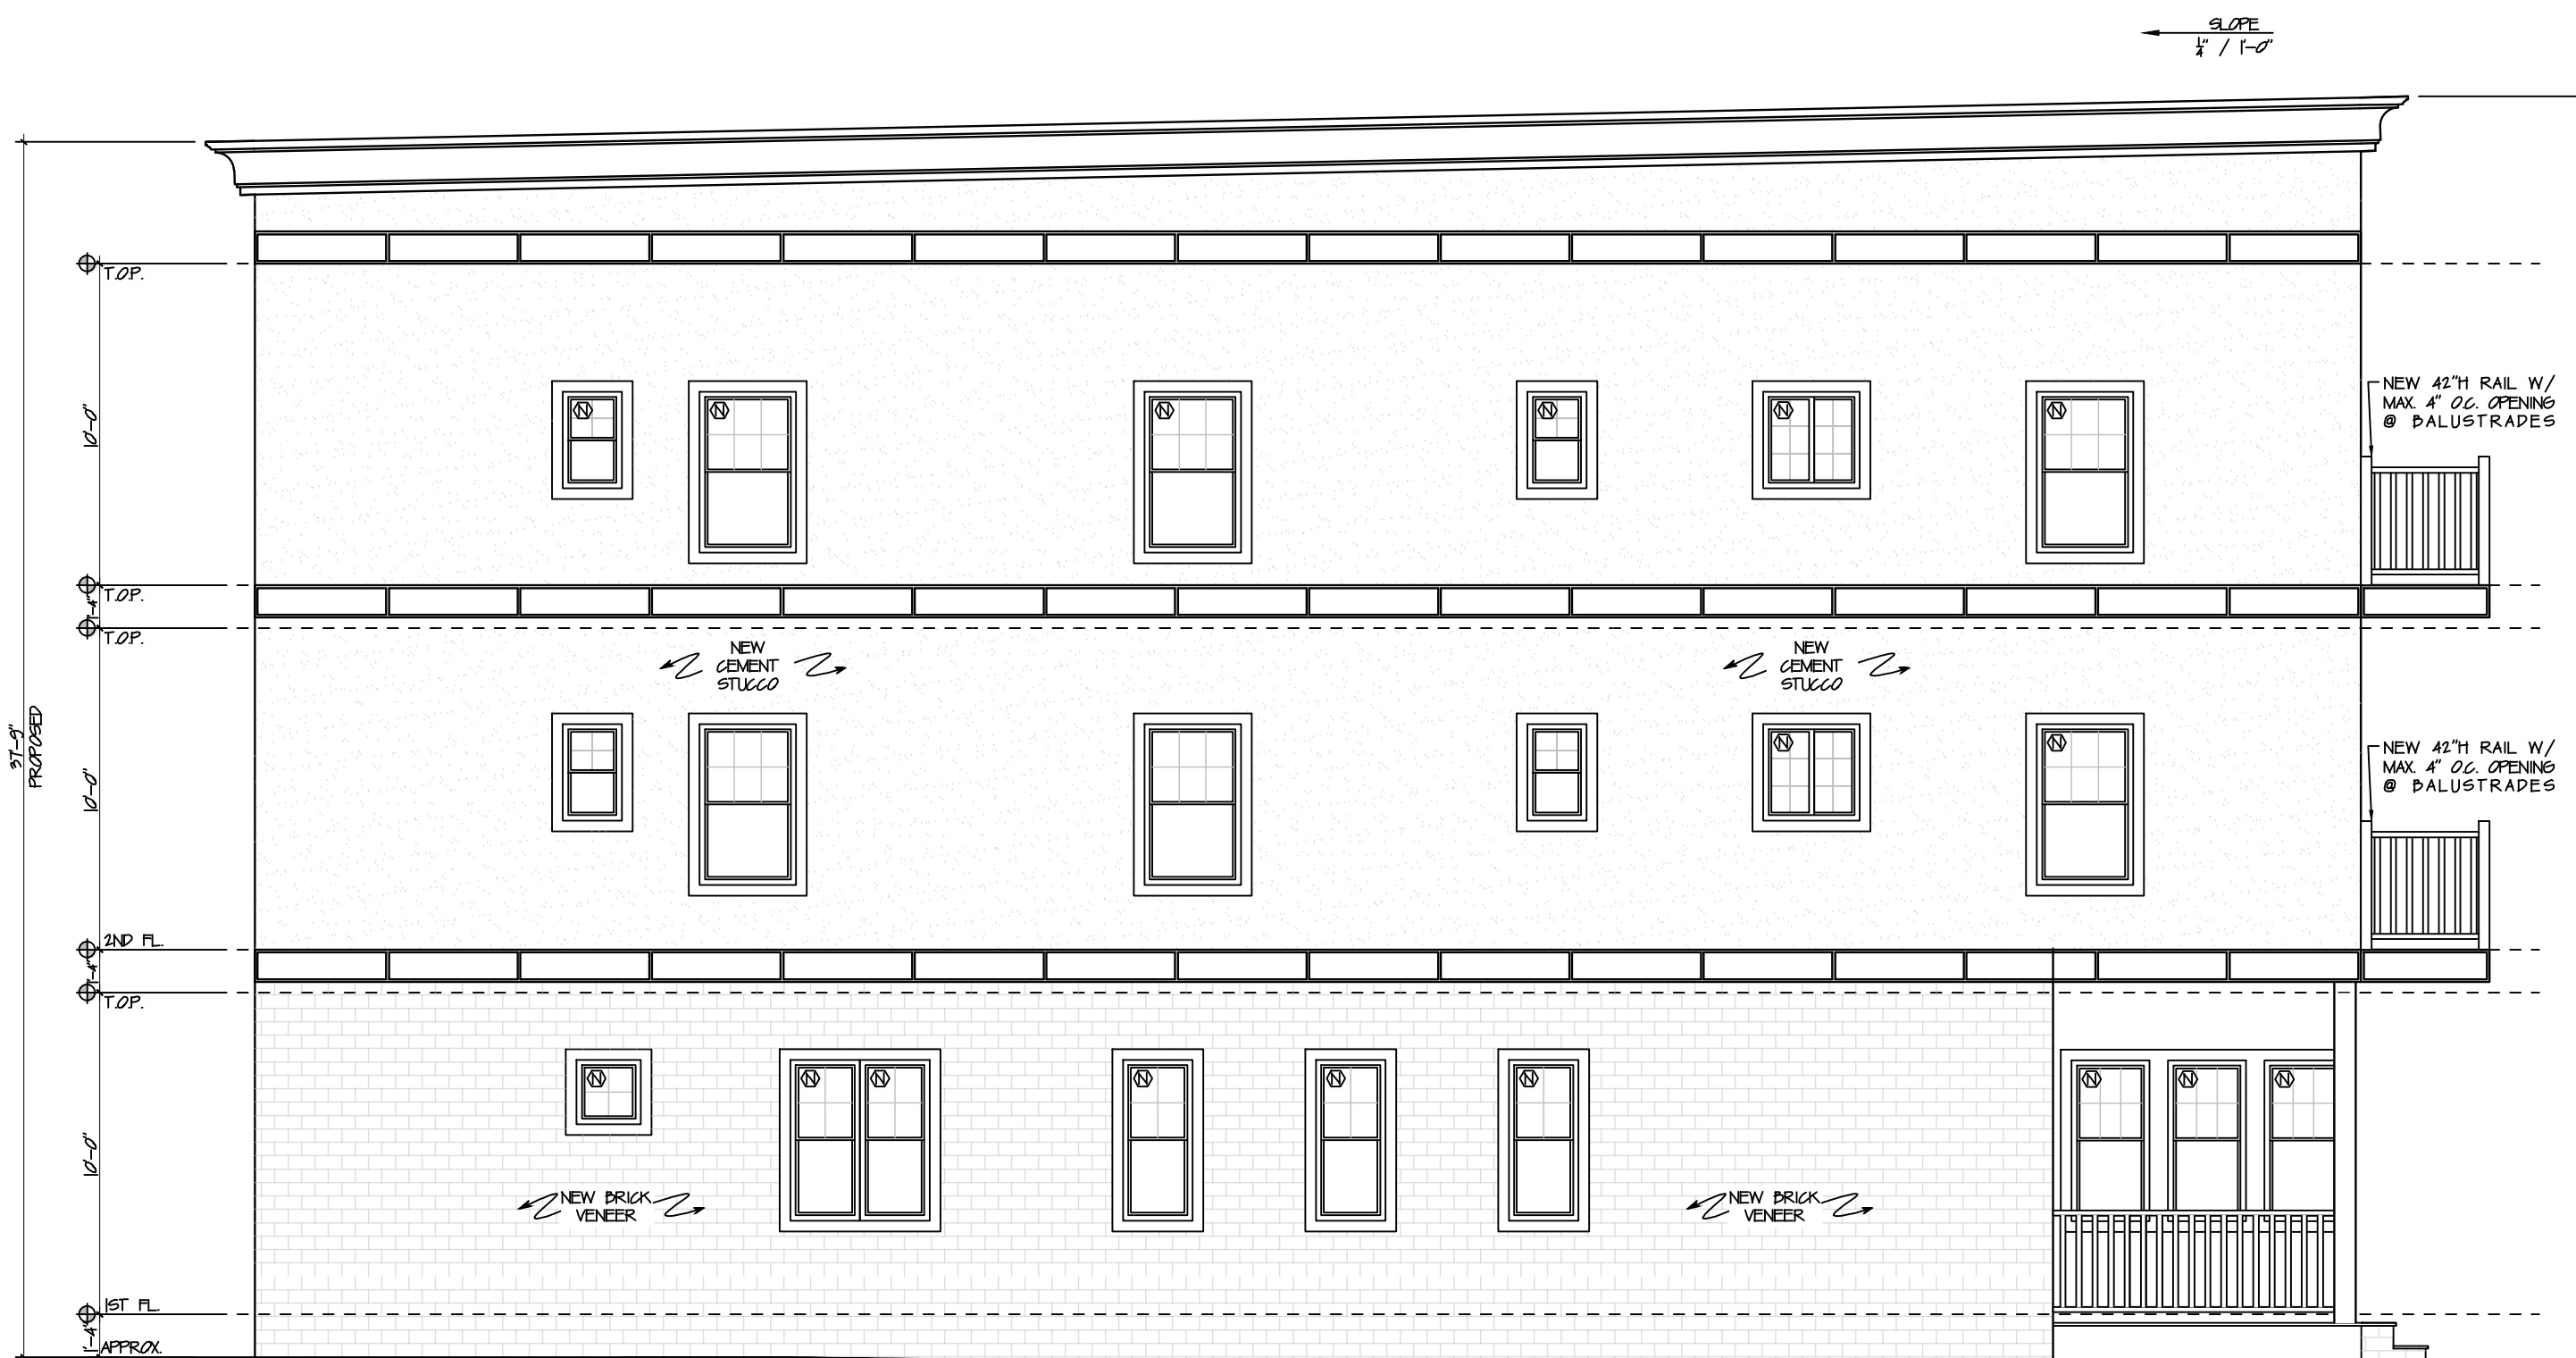 SLOPE
1/4" / 1'-0"
T.O.P.
10'-0"
NEW 42"H RAIL W/
MAX. 4" O.C. OPENING
@ BALUSTRADES
N
N
N
N
N
N
T.O.P.
1'-4"
T.O.P.
NEW
CEMENT
STUCCO
NEW
CEMENT
STUCCO
37'-9"
PROPOSED
10'-0"
N
N
NEW 42"H RAIL W/
MAX. 4" O.C. OPENING
@ BALUSTRADES
2ND FL.
1'-4"
T.O.P.
N
N
N
N
N
N
N
N
N
10'-0"
NEW BRICK
VENEER
NEW BRICK
VENEER
1ST FL.
1'-4"
APPROX.